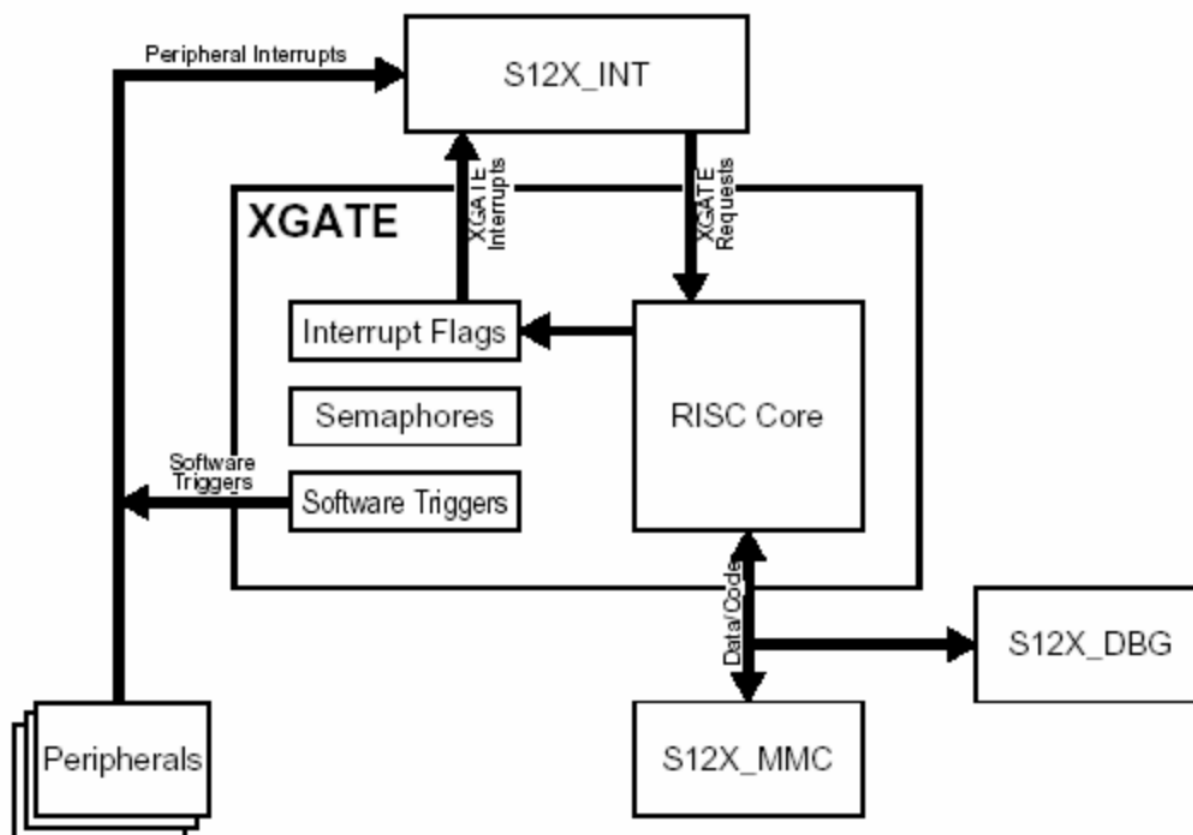 Peripheral Interrupts
S12X_INT
XGATE
Interrupts
XGATE
Requests
XGATE
Interrupt Flags
Semaphores
RISC Core
Software
Triggers
Software Triggers
Data/Code
S12X_DBG
Peripherals
S12X_MMC